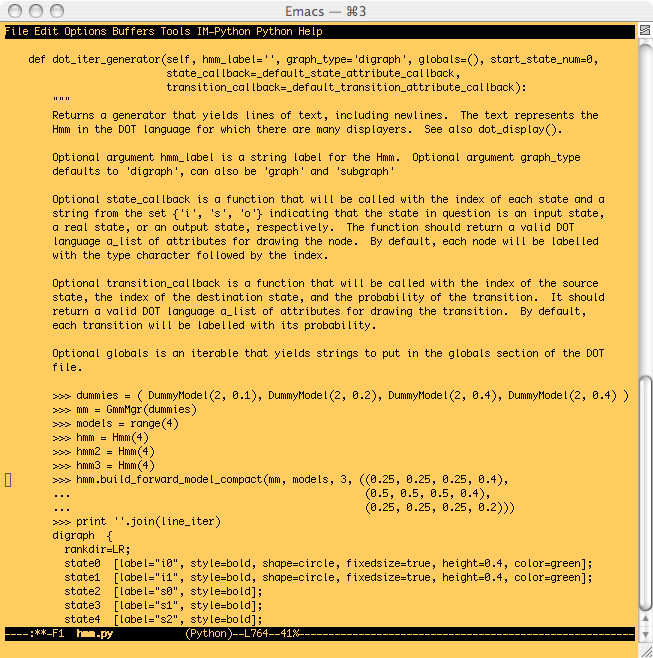 Emacs — ⌘3
File Edit Options Buffers Tools IM-Python Python Help
def dot_iter_generator(self, hmm_label='', graph_type='digraph', globals=(), start_state_num=0,
state_callback=_default_state_attribute_callback,
transition_callback=_default_transition_attribute_callback):
"""
Returns a generator that yields lines of text, including newlines.  The text represents the
Hmm in the DOT language for which there are many displayers.  See also dot_display().
Optional argument hmm_label is a string label for the Hmm.  Optional argument graph_type
defaults to 'digraph', can also be 'graph' and 'subgraph'
Optional state_callback is a function that will be called with the index of each state and a
string from the set {'i', 's', 'o'} indicating that the state in question is an input state,
a real state, or an output state, respectively.  The function should return a valid DOT
language a_list of attributes for drawing the node.  By default, each node will be labelled
with the type character followed by the index.
Optional transition_callback is a function that will be called with the index of the source
state, the index of the destination state, and the probability of the transition.  It should
return a valid DOT language a_list of attributes for drawing the transition.  By default,
each transition will be labelled with its probability.
Optional globals is an iterable that yields strings to put in the globals section of the DOT
file.
>>> dummies = ( DummyModel(2, 0.1), DummyModel(2, 0.2), DummyModel(2, 0.4), DummyModel(2, 0.4) )
>>> mm = GmmMgr(dummies)
>>> models = range(4)
>>> hmm = Hmm(4)
>>> hmm2 = Hmm(4)
>>> hmm3 = Hmm(4)
>>> hmm.build_forward_model_compact(mm, models, 3, ((0.25, 0.25, 0.25, 0.4),
... (0.5, 0.5, 0.5, 0.4),
... (0.25, 0.25, 0.25, 0.2)))
>>> print ''.join(line_iter)
digraph  {
rankdir=LR;
state0  [label="i0", style=bold, shape=circle, fixedsize=true, height=0.4, color=green];
state1  [label="i1", style=bold, shape=circle, fixedsize=true, height=0.4, color=green];
state2  [label="s0", style=bold];
state3  [label="s1", style=bold];
state4  [label="s2", style=bold];
----:**-F1  hmm.py            (Python)--L764--41%--------------------------------------------------------